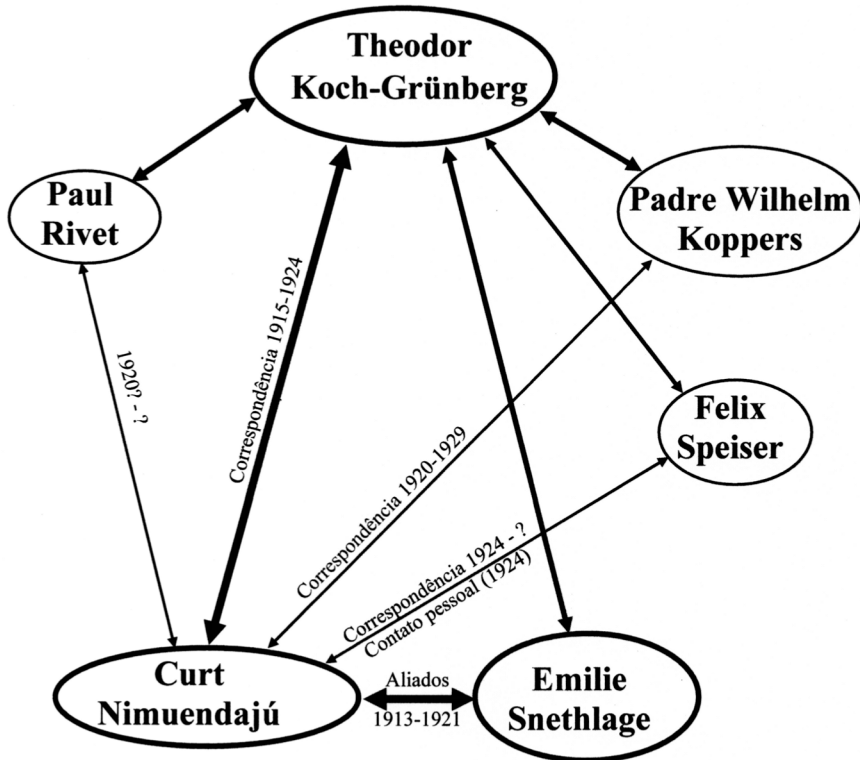 Theodor
Koch-Grünberg
Paul
Rivet
Padre Wilhelm
Koppers
Correspondência 1915-1924
1920? - ?
Felix
Speiser
Correspondência 1920-1929
Correspondência 1924 - ?
Contato pessoal (1924)
Curt
Nimuendajú
Aliados
1913-1921
Emilie
Snethlage